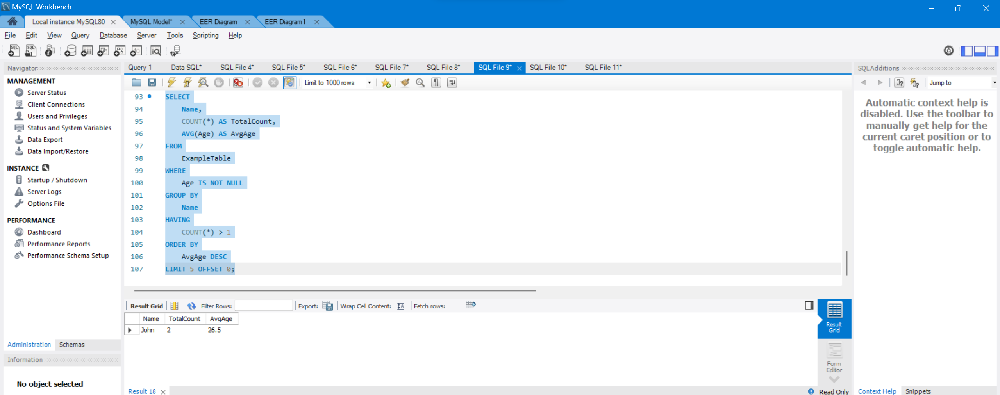 MySQL Workbench
Local instance MySQL80
MySQL Model*
EER Diagram
EER Diagram1
File Edit View Query Database Server Tools Scripting Help
Navigator
MANAGEMENT
Server Status
Client Connections
Users and Privileges
Status and System Variables
Data Export
Data Import/Restore
INSTANCE
Startup / Shutdown
Server Logs
Options File
PERFORMANCE
Dashboard
Performance Reports
Performance Schema Setup
Administration Schemas
Information
No object selected
Query 1 Data SQL* SQL File 4* SQL File 5* SQL File 6* SQL File 7* SQL File 8* SQL File 9* SQL File 10* SQL File 11*
Limit to 1000 rows
93 SELECT
94 Name,
95 COUNT(*) AS TotalCount,
96 AVG(Age) AS AvgAge
97 FROM
98 ExampleTable
99 WHERE
100 Age IS NOT NULL
101 GROUP BY
102 Name
103 HAVING
104 COUNT(*) > 1
105 ORDER BY
106 AvgAge DESC
107 LIMIT 5 OFFSET 0;
Result Grid Filter Rows: Export: Wrap Cell Content: Fetch rows:
Name TotalCount AvgAge
John 2 26.5
Result
Grid
Form
Editor
Result 18
Read Only
SQLAdditions
Jump to
Automatic context help is
disabled. Use the toolbar to
manually get help for the
current caret position or to
toggle automatic help.
Context Help Snippets